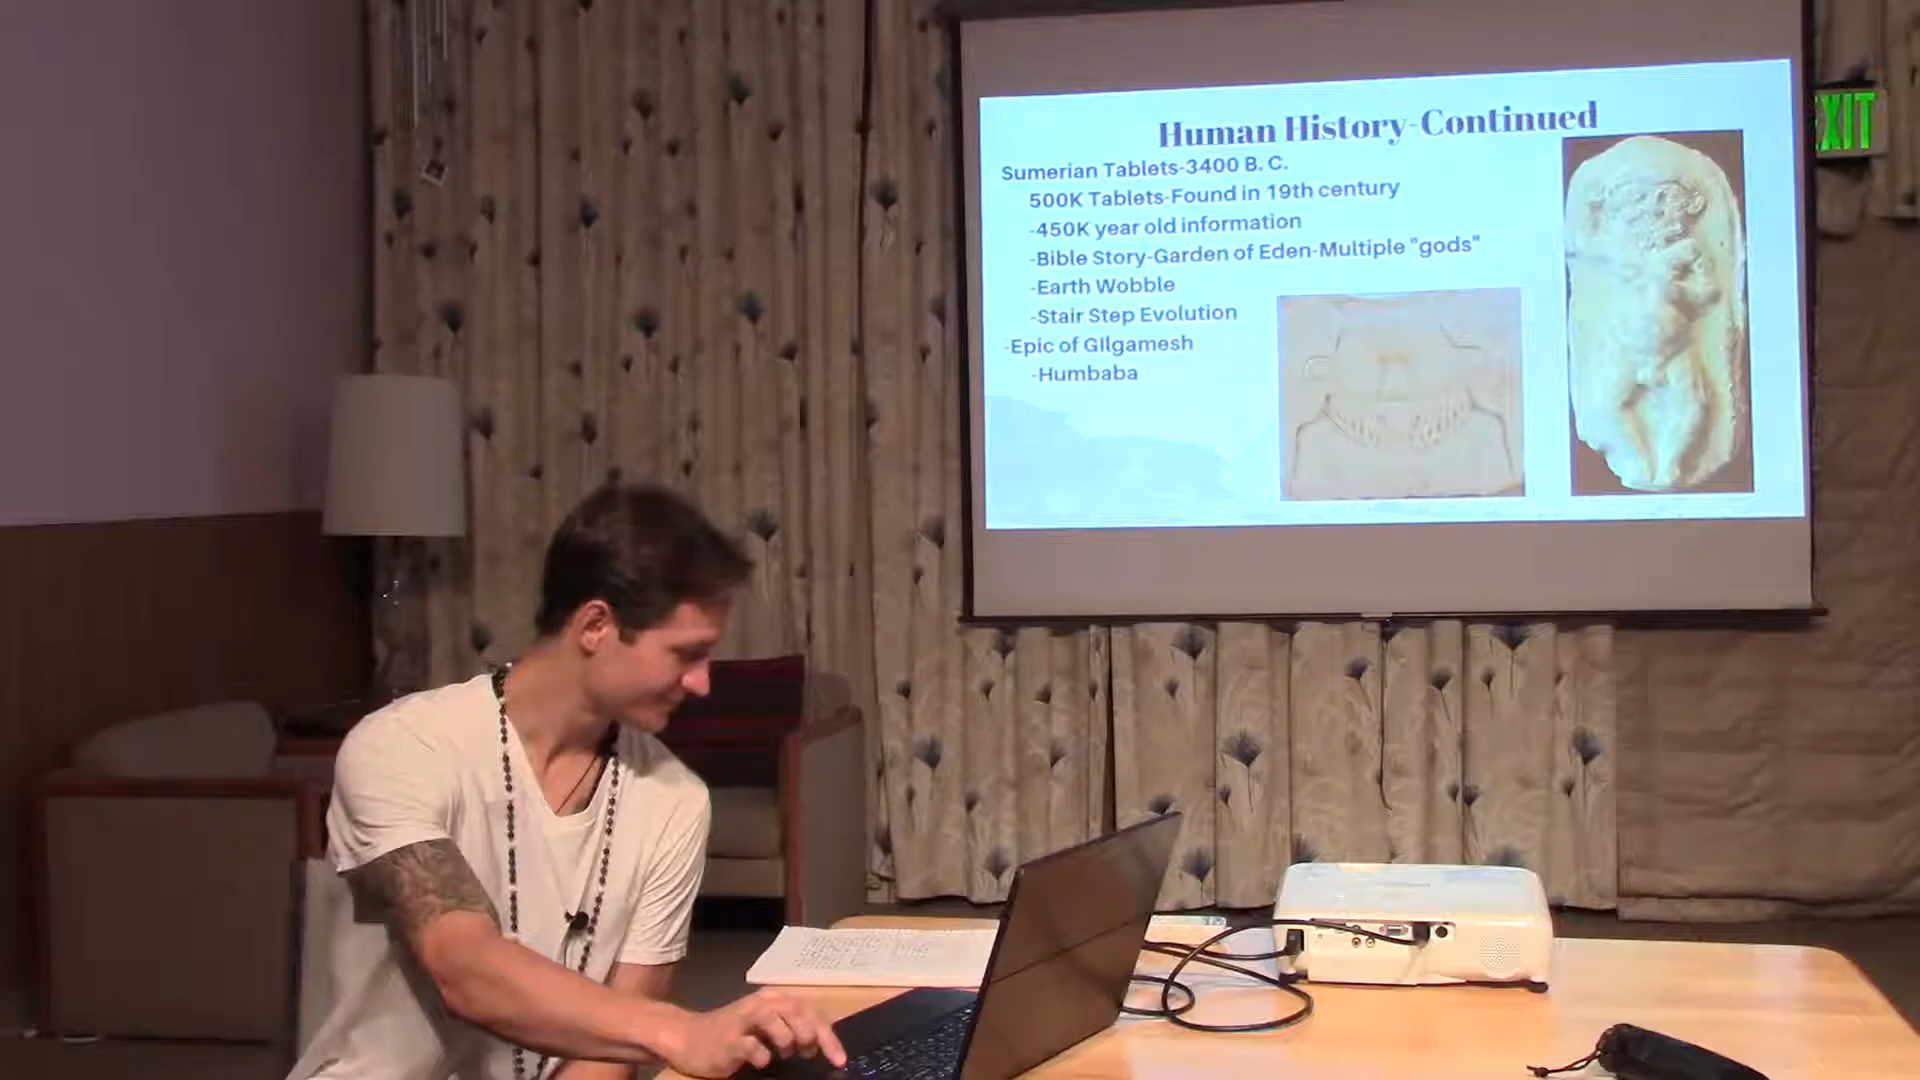 Human History-Continued
Sumerian Tablets-3400 B. C.
500K Tablets-Found in 19th century
-450K year old information
-Bible Story-Garden of Eden-Multiple "gods"
-Earth Wobble
-Stair Step Evolution
-Epic of GIlgamesh
-Humbaba
EXIT